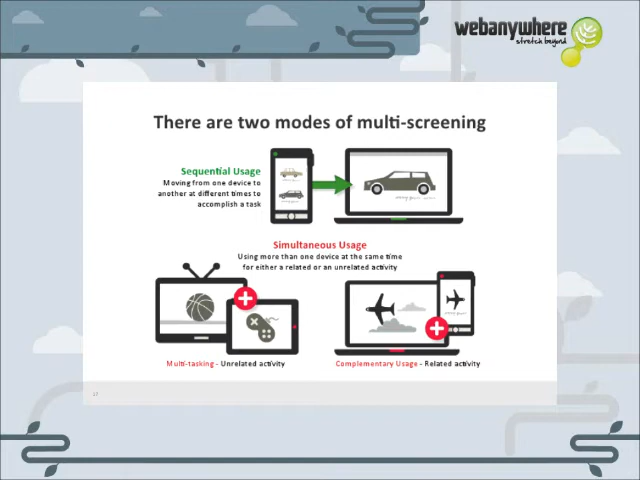 webanywhere
stretch beyond
There are two modes of multi-screening
Sequential Usage
Moving from one device to
another at different times to
accomplish a task
Simultaneous Usage
Using more than one device at the same time
for either a related or an unrelated activity
Multi-tasking - Unrelated activity
Complementary Usage - Related activity